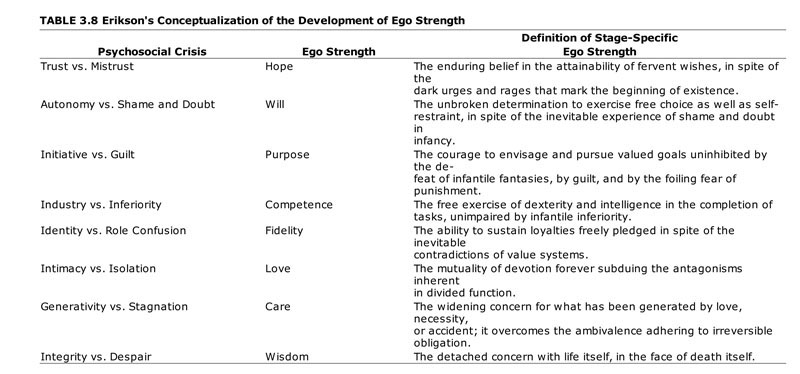 TABLE 3.8 Erikson's Conceptualization of the Development of Ego Strength
Definition of Stage-Specific
Psychosocial Crisis Ego Strength Ego Strength
Trust vs. Mistrust Hope The enduring belief in the attainability of fervent wishes, in spite of
the
dark urges and rages that mark the beginning of existence.
Autonomy vs. Shame and Doubt Will The unbroken determination to exercise free choice as well as self-
restraint, in spite of the inevitable experience of shame and doubt
in
infancy.
Initiative vs. Guilt Purpose The courage to envisage and pursue valued goals uninhibited by
the de-
feat of infantile fantasies, by guilt, and by the foiling fear of
punishment.
Industry vs. Inferiority Competence The free exercise of dexterity and intelligence in the completion of
tasks, unimpaired by infantile inferiority.
Identity vs. Role Confusion Fidelity The ability to sustain loyalties freely pledged in spite of the
inevitable
contradictions of value systems.
Intimacy vs. Isolation Love The mutuality of devotion forever subduing the antagonisms
inherent
in divided function.
Generativity vs. Stagnation Care The widening concern for what has been generated by love,
necessity,
or accident; it overcomes the ambivalence adhering to irreversible
obligation.
Integrity vs. Despair Wisdom The detached concern with life itself, in the face of death itself.